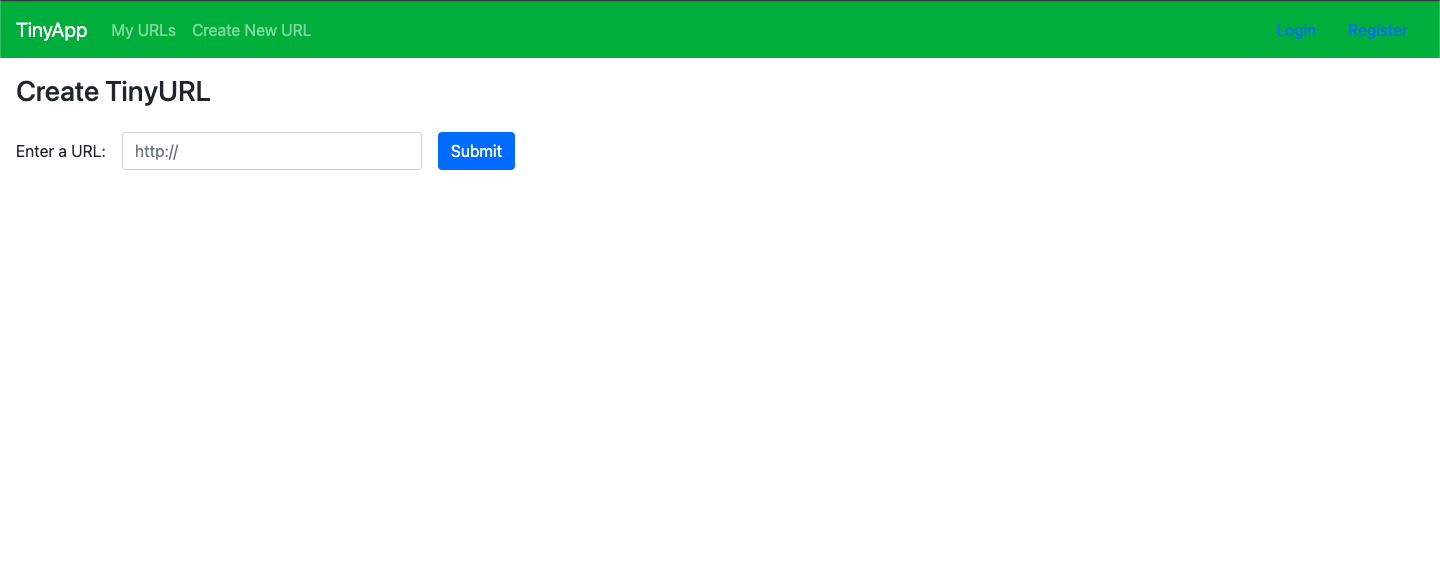 TinyApp My URLs Create New URL Login Register
Create TinyURL
Enter a URL: http:// Submit